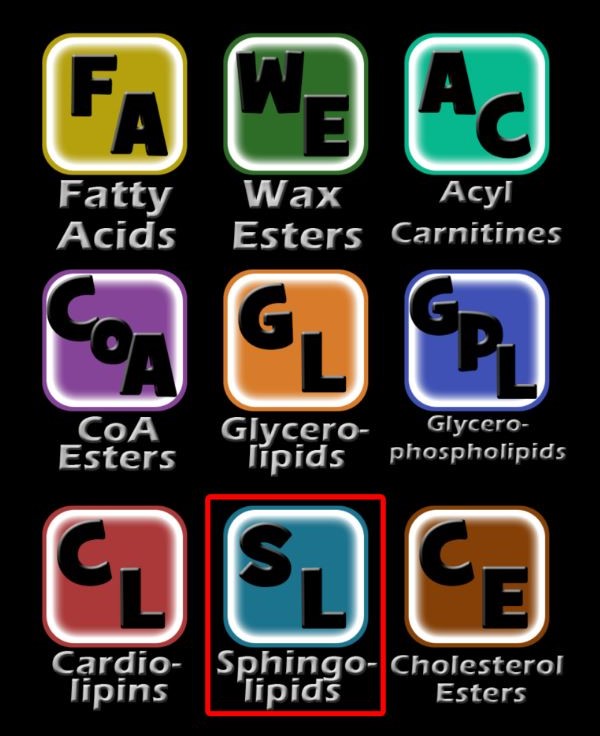 FA WE AC
Fatty Wax Acyl
Acids Esters Carnitines
CoA GL GPL
CoA Glycero- Glycero-
Esters lipids phospholipids
CL SL CE
Cardio- Sphingo- Cholesterol
lipins lipids Esters